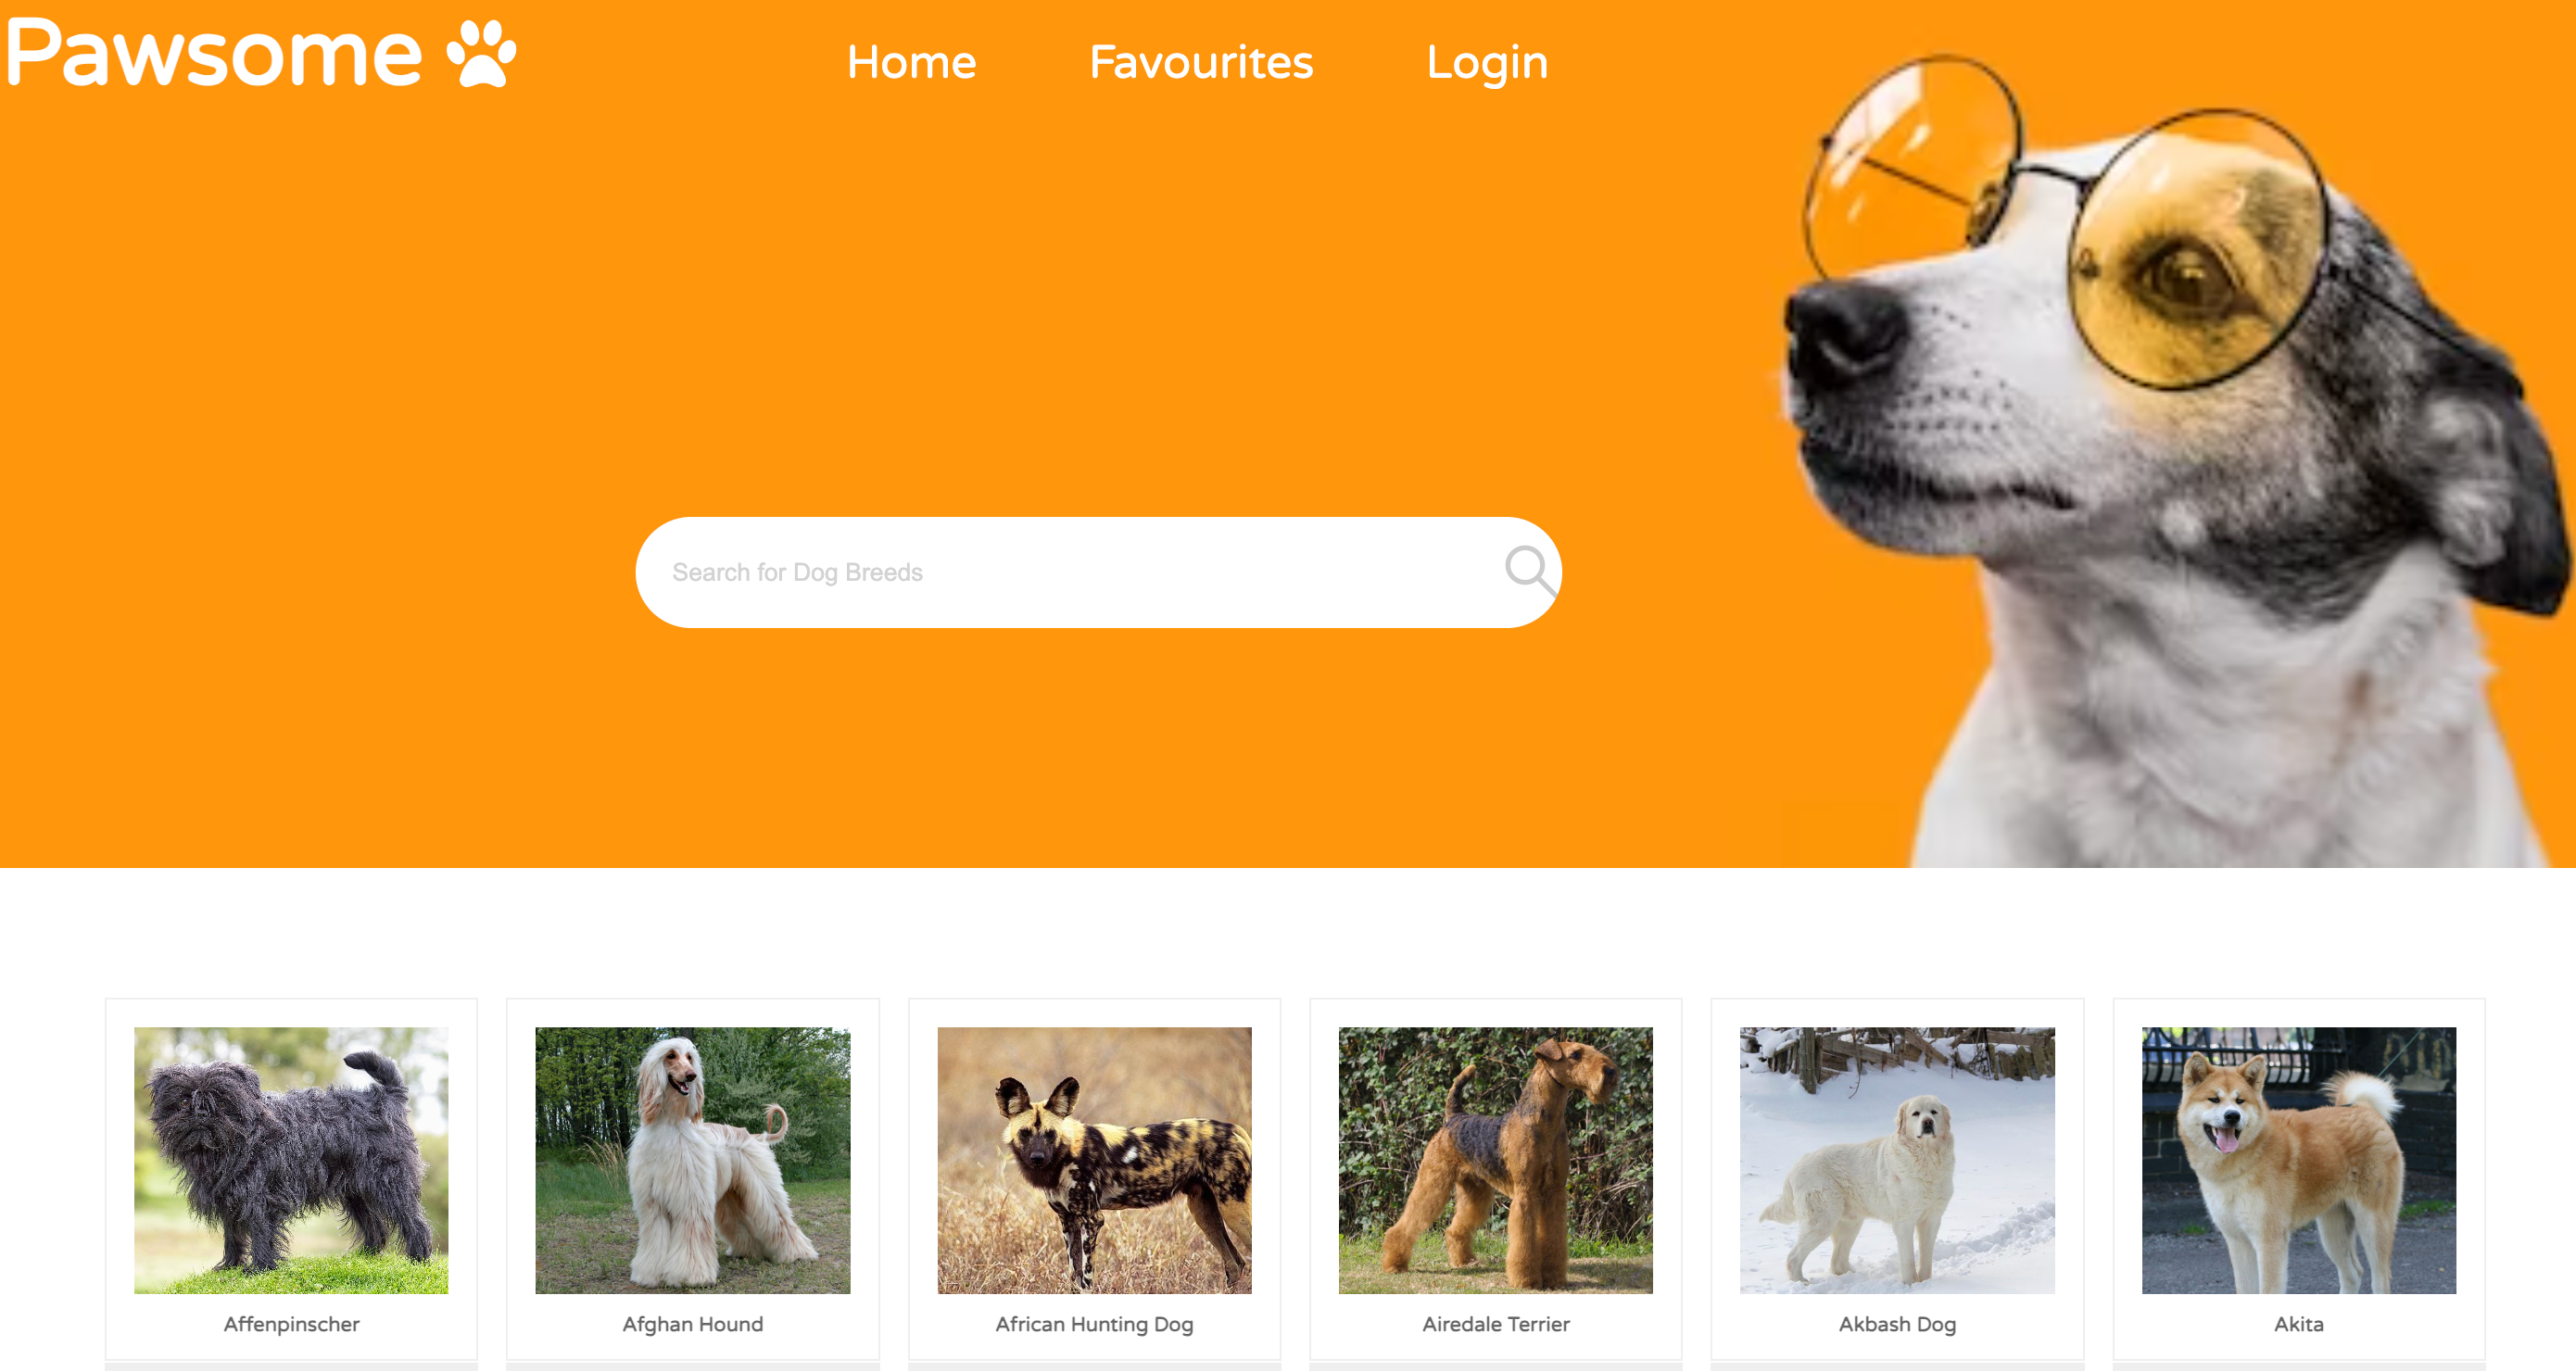 Pawsome
Home Favourites Login
Search for Dog Breeds
Affenpinscher
Afghan Hound
African Hunting Dog
Airedale Terrier
Akbash Dog
Akita